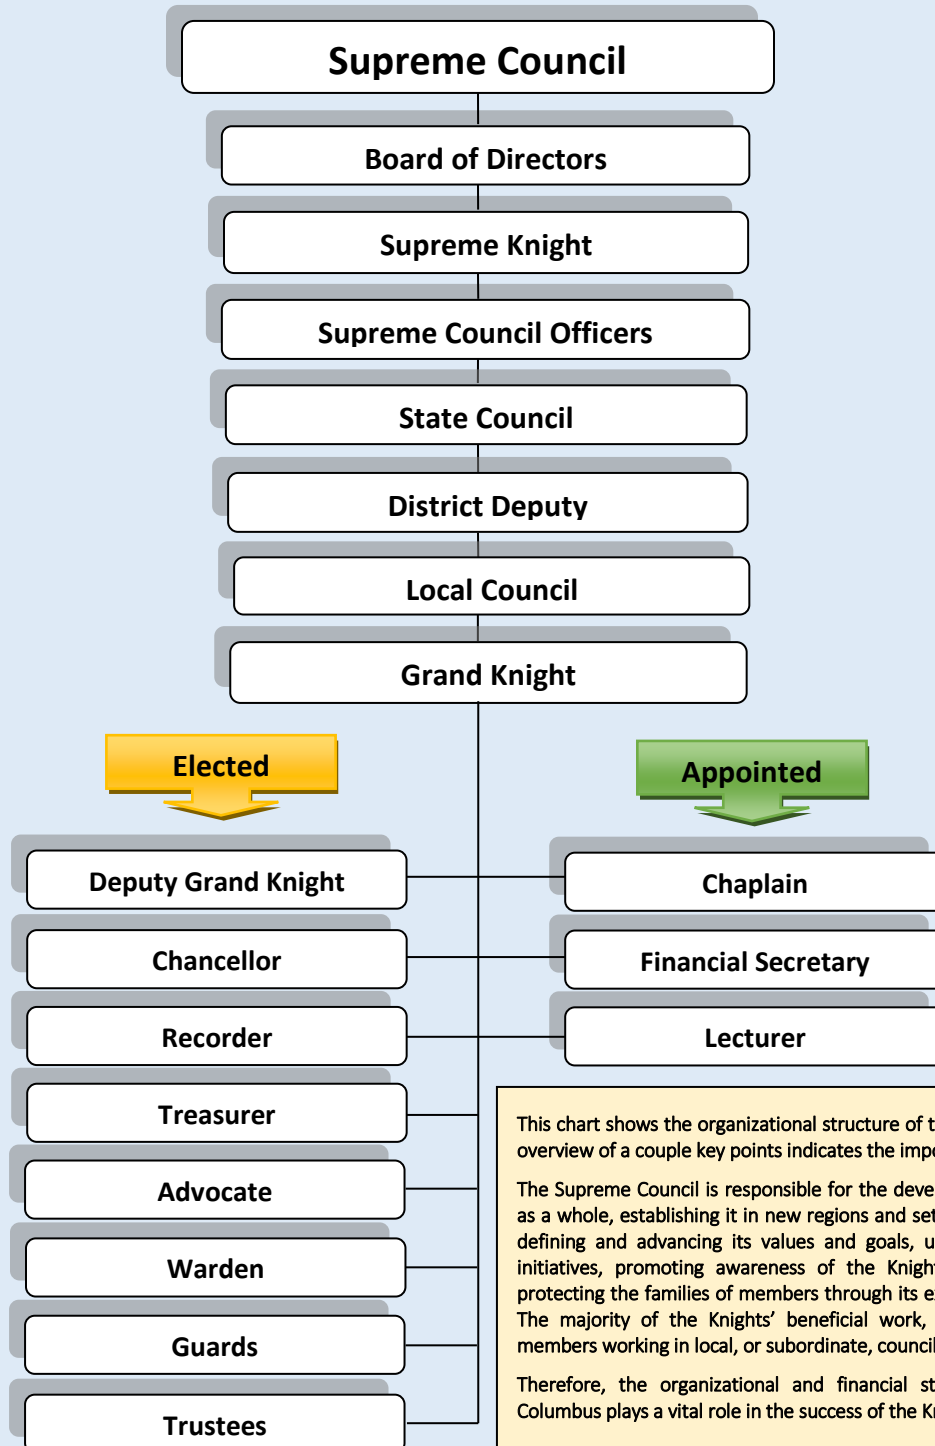 Supreme Council
Board of Directors
Supreme Knight
Supreme Council Officers
State Council
District Deputy
Local Council
Grand Knight
Elected
Appointed
Deputy Grand Knight
Chancellor
Recorder
Treasurer
Advocate
Warden
Guards
Trustees
Chaplain
Financial Secretary
Lecturer
This chart shows the organizational structure of
overview of a couple key points indicates the
The Supreme Council is responsible for the
as a whole, establishing it in new regions and
defining and advancing its values and goals,
initiatives, promoting awareness of the
protecting the families of members through its
The majority of the Knights' beneficial work,
members working in local, or subordinate,
Therefore, the organizational and financial
Columbus plays a vital role in the success of the